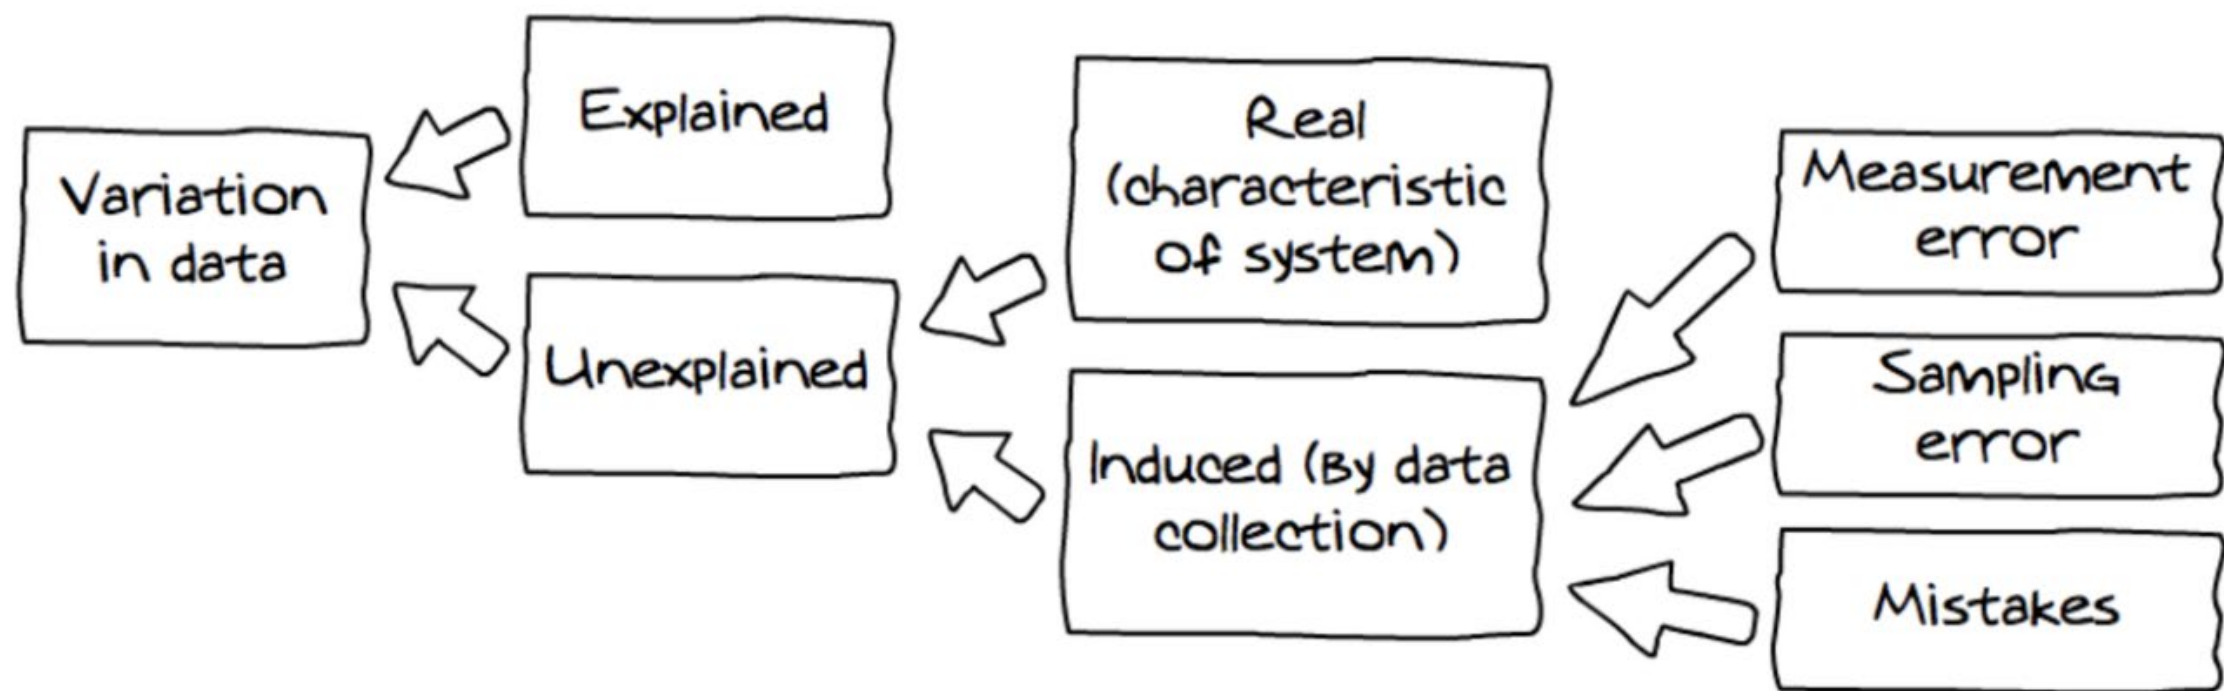 Variation
in data
Explained
Unexplained
Real
(characteristic
of system)
Induced (By data
collection)
Measurement
error
Sampling
error
Mistakes